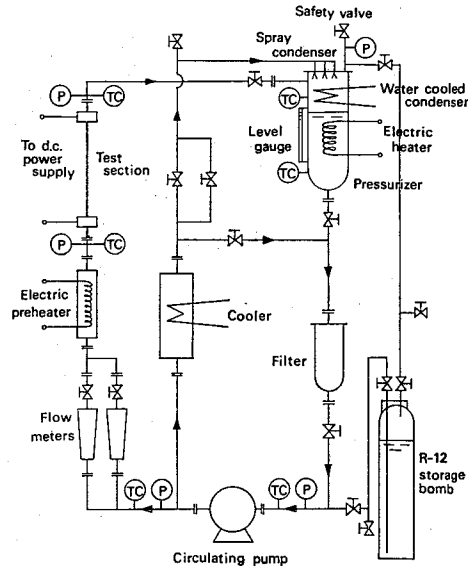 Safety valve
P
Spray
condenser
P
TC
Water cooled
condenser
TC
To d.c.
power
supply
Test
section
Level
gauge
Electric
heater
TC
Pressurizer
P
TC
Electric
preheater
Cooler
Filter
Flow
meters
R-12
storage
bomb
TC
P
TC
P
Circulating pump